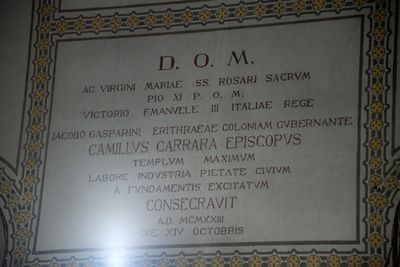 D. O. M.
AC VIRGINI MARIAE SS. ROSARI SACRVM
PIO XI P. O. M.
VICTORIO EMANVELE III ITALIAE REGE
JACOBO GASPARINI ERITHRAEAE COLONIAM GVBERNANTE
CAMILLVS CARRARA EPISCOPVS
TEMPLVM MAXIMVM
LABORE INDVSTRIA PIETATE CIVIVM
A FVNDAMENTIS EXCITATVM
CONSECRAVIT
A.D. MCMXXIII
DIE XIV OCTOBRIS